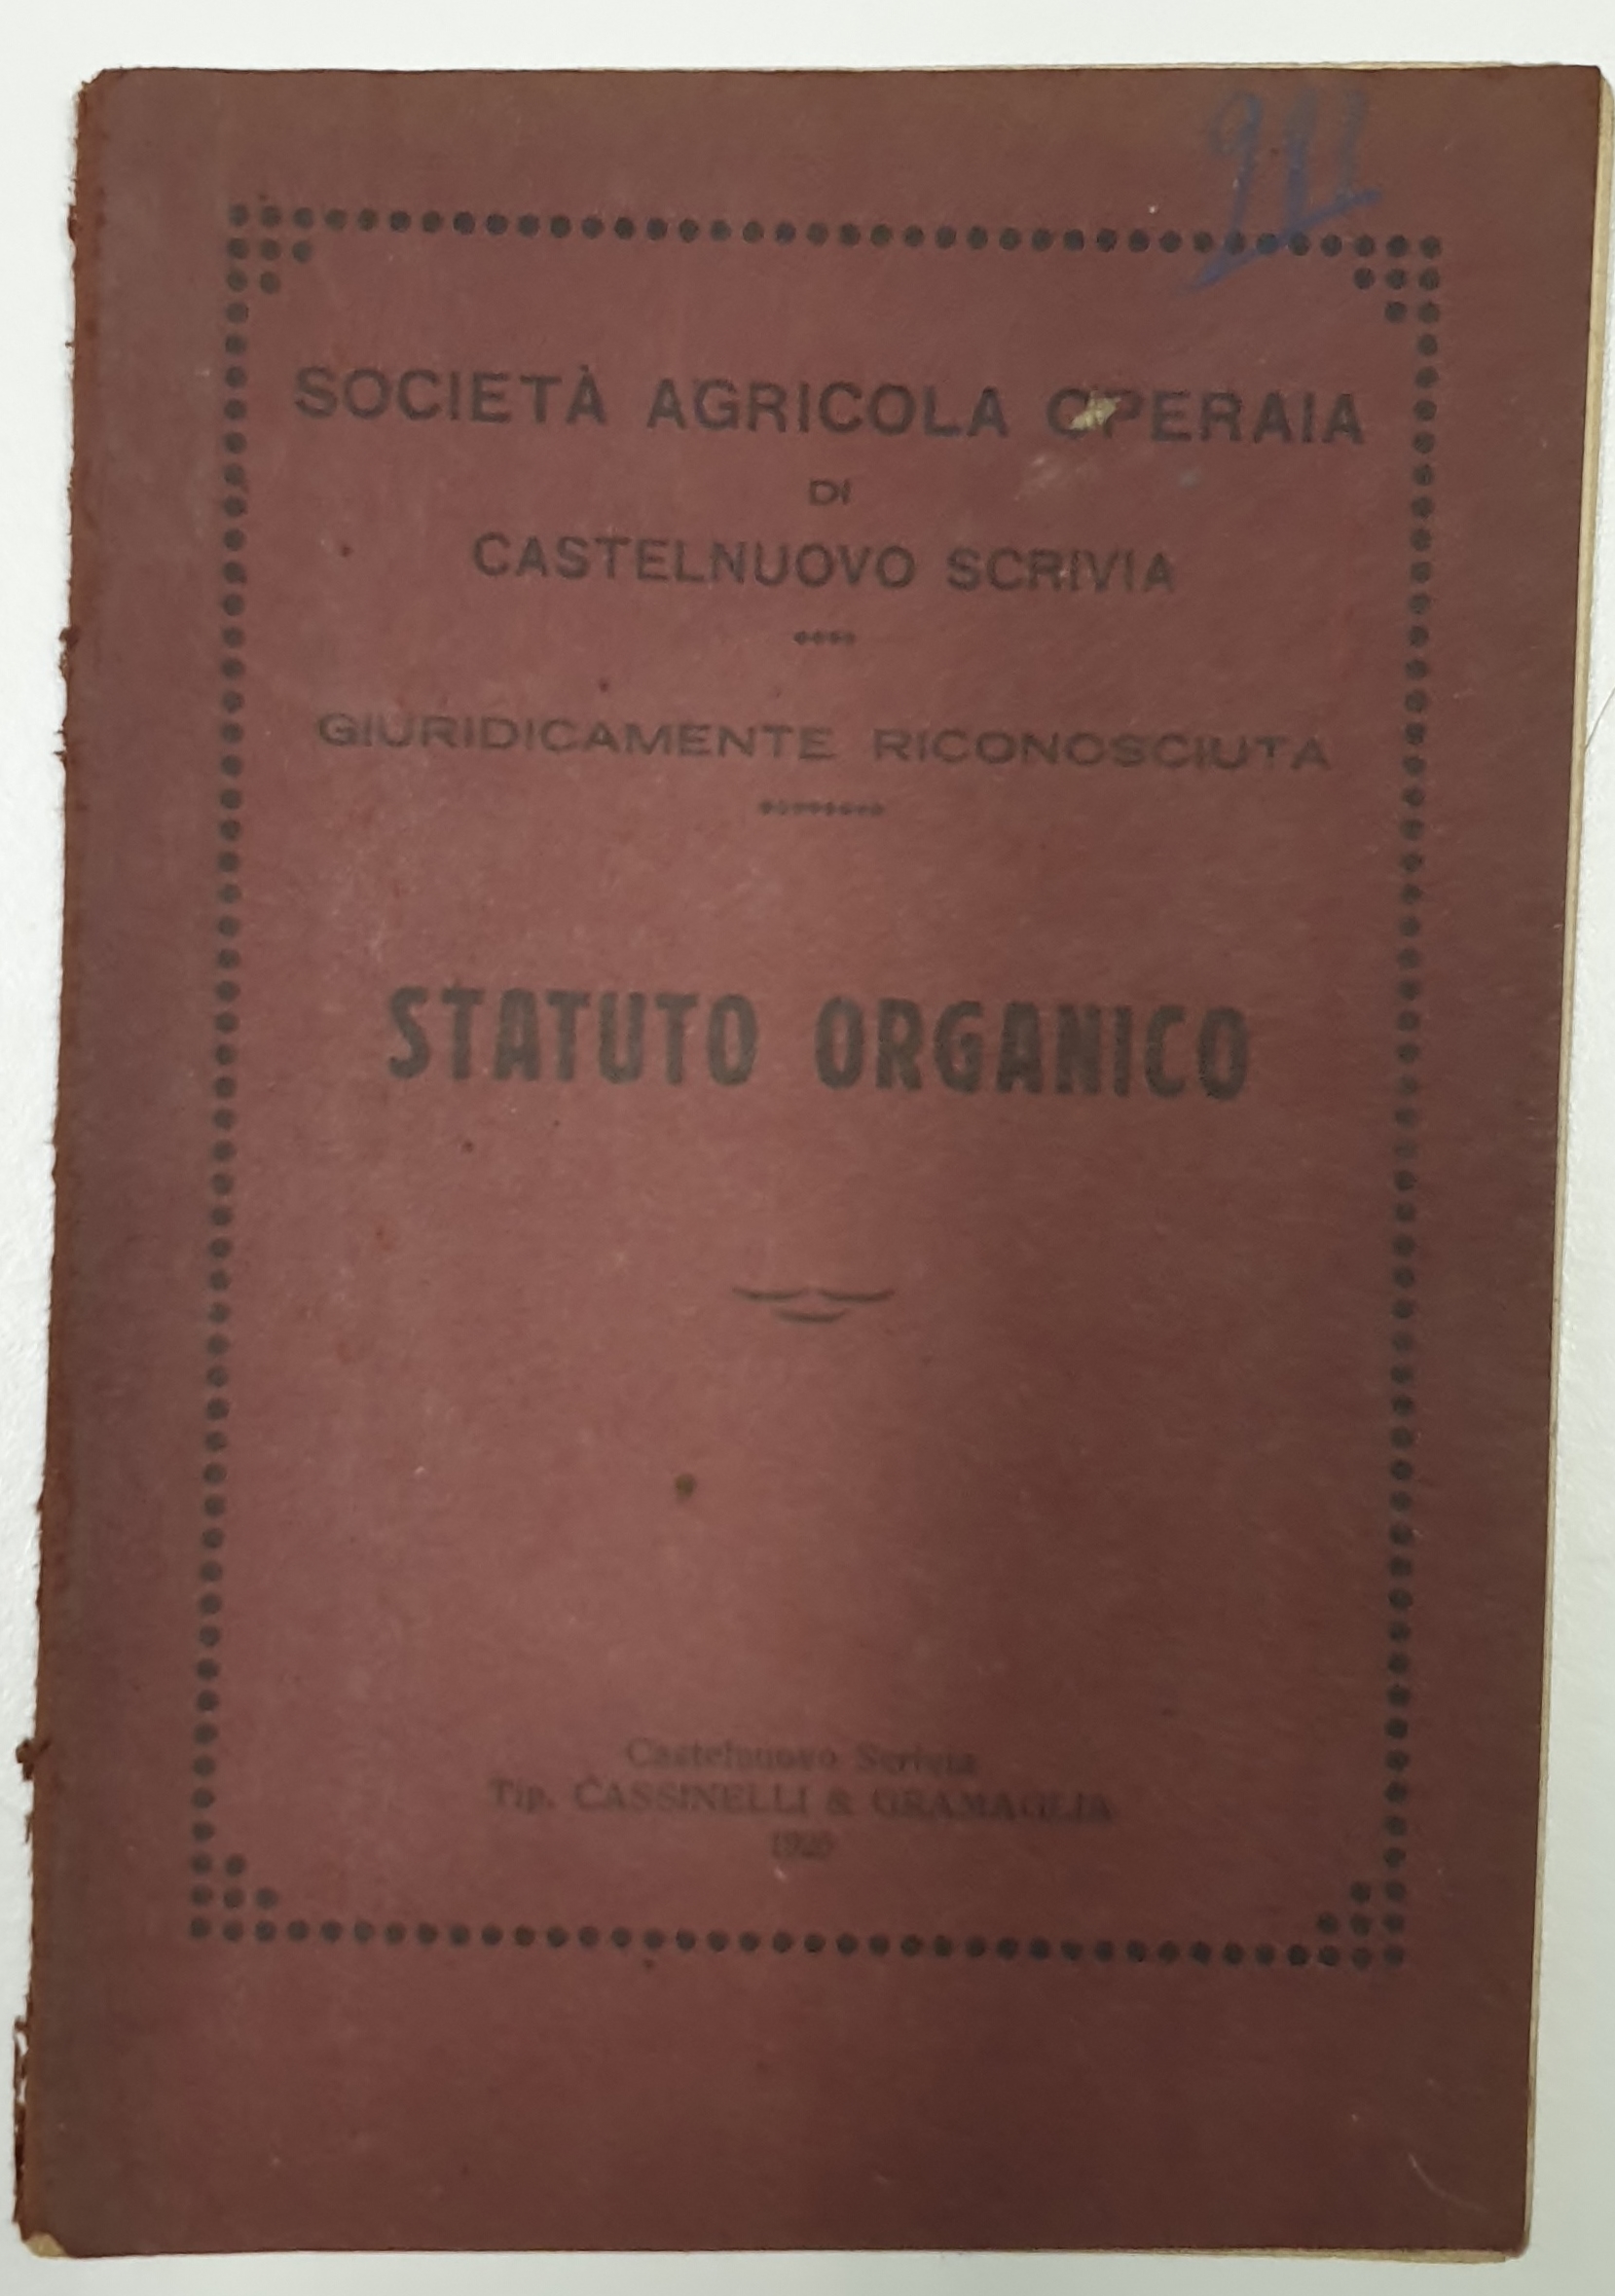 SOCIETÀ AGRICOLA OPERAIA
DI
CASTELNUOVO SCRIVIA
GIURIDICAMENTE RICONOSCIUTA
STATUTO ORGANICO
Castelnuovo Scrivia
Tip. CASSINELLI & GRAMAGLIA